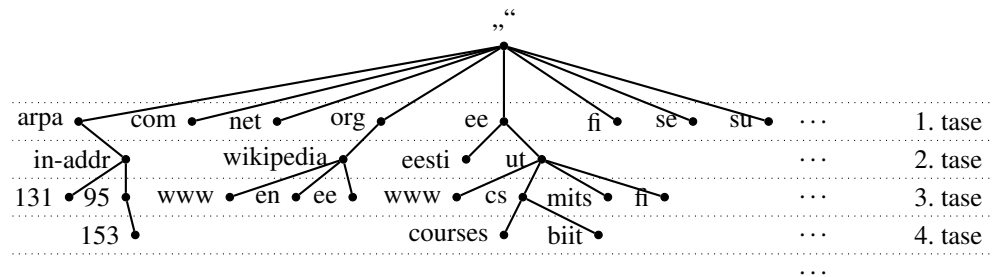 „“
arpa com net org ee fi se su ... 1. tase
in-addr wikipedia eesti ut ... 2. tase
131 95 www en ee www cs mits fi ... 3. tase
153 courses biit ... 4. tase
...